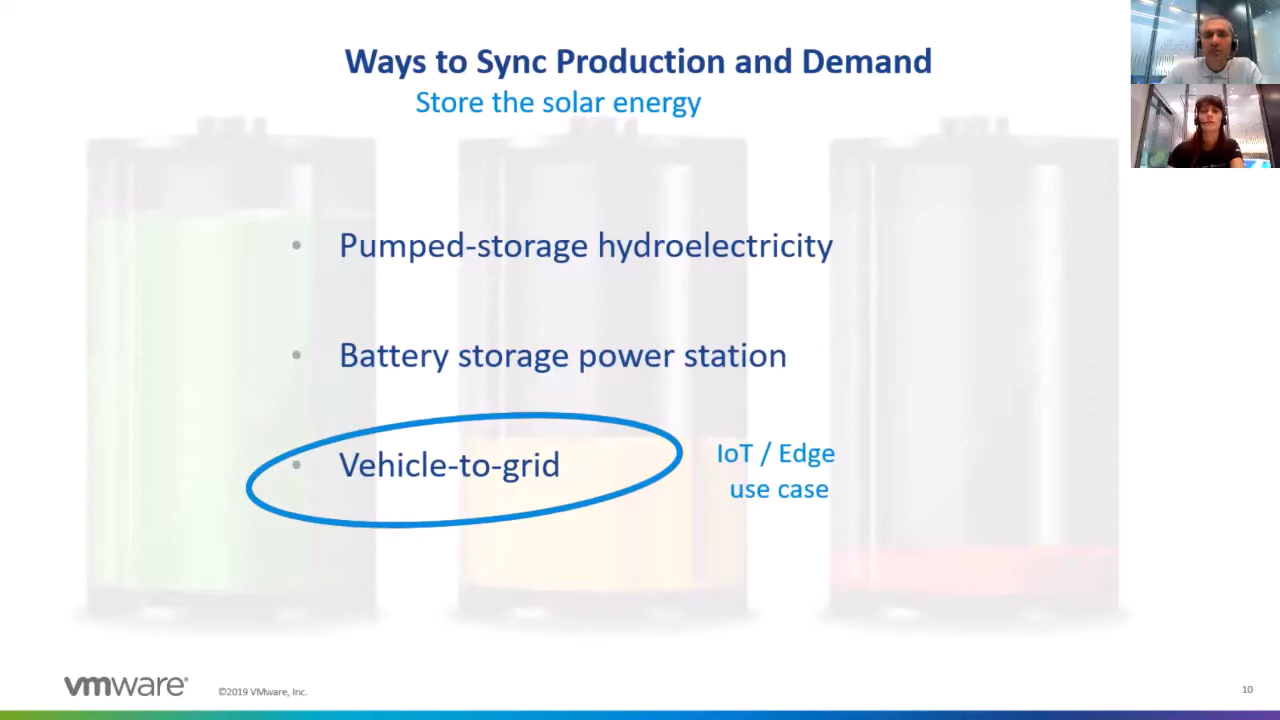 Ways to Sync Production and Demand
Store the solar energy
• Pumped-storage hydroelectricity
• Battery storage power station
• Vehicle-to-grid
IoT / Edge
use case
vmware®
©2019 VMware, Inc.
10